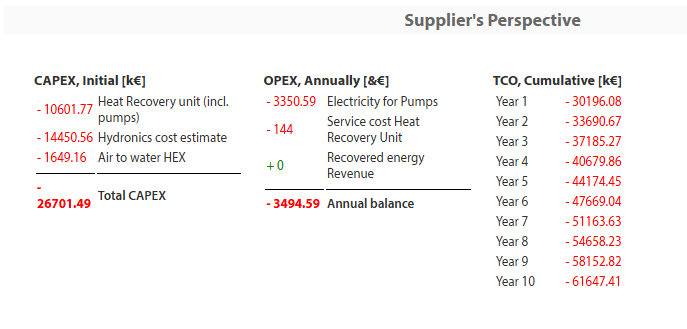 Supplier's Perspective
CAPEX, Initial [k€]
- 10601.77 Heat Recovery unit (incl.
pumps)
- 14450.56 Hydronics cost estimate
- 1649.16 Air to water HEX
-
26701.49 Total CAPEX
OPEX, Annually [&€]
- 3350.59 Electricity for Pumps
- 144 Service cost Heat
Recovery Unit
+ 0 Recovered energy
Revenue
- 3494.59 Annual balance
TCO, Cumulative [k€]
Year 1 - 30196.08
Year 2 - 33690.67
Year 3 - 37185.27
Year 4 - 40679.86
Year 5 - 44174.45
Year 6 - 47669.04
Year 7 - 51163.63
Year 8 - 54658.23
Year 9 - 58152.82
Year 10 - 61647.41